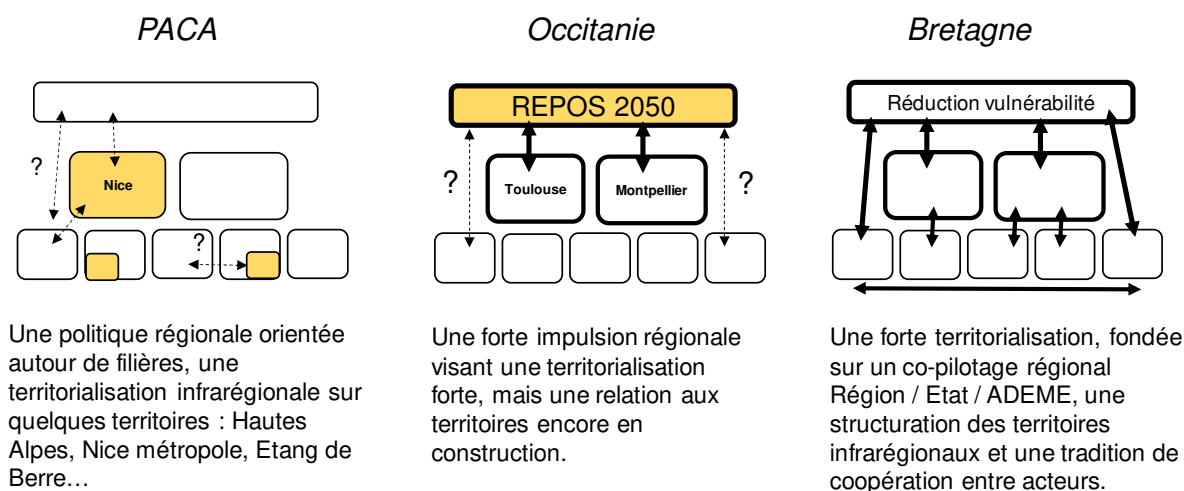 PACA
Occitanie
Bretagne
?
Nice
?
REPOS 2050
?
Toulouse
Montpellier
?
Réduction vulnérabilité
Une politique régionale orientée
autour de filières, une
territorialisation infrarégionale sur
quelques territoires : Hautes
Alpes, Nice métropole, Etang de
Berre…
Une forte impulsion régionale
visant une territorialisation
forte, mais une relation aux
territoires encore en
construction.
Une forte territorialisation, fondée
sur un co-pilotage régional
Région / Etat / ADEME, une
structuration des territoires
infrarégionaux et une tradition de
coopération entre acteurs.